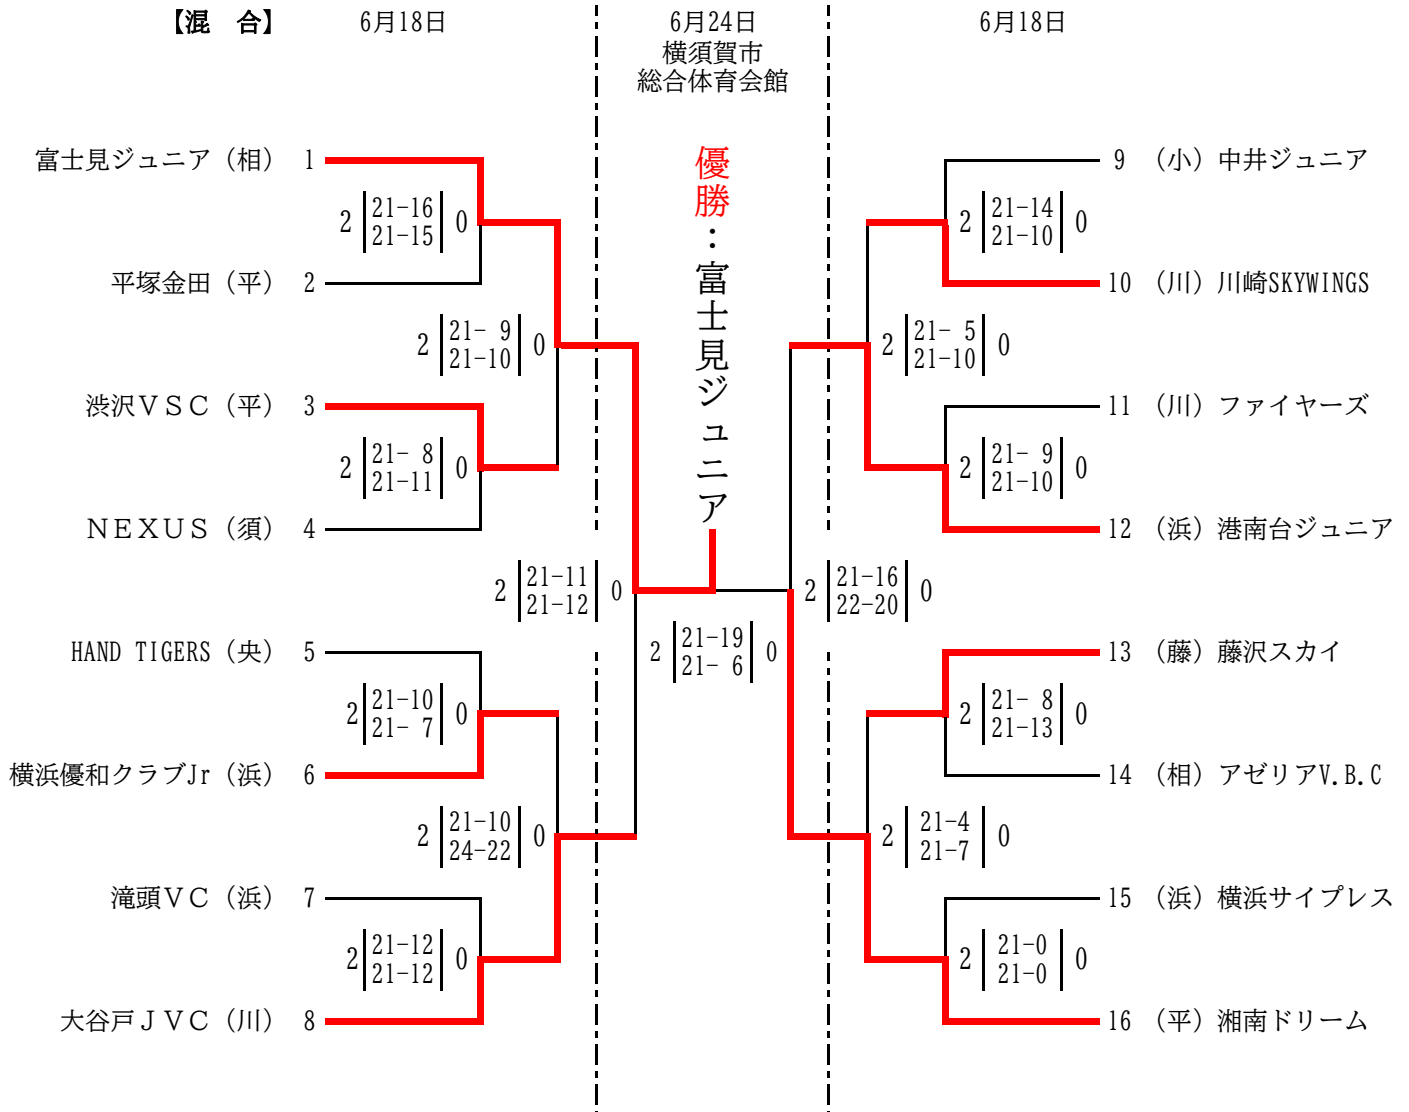 【混　合】 6月18日 6月24日 6月18日
横須賀市
総合体育会館
優勝：富士見ジュニア
富士見ジュニア（相） 1
2 21-16 0
21-15
平塚金田（平） 2
2 21- 9 0
21-10
渋沢ＶＳＣ（平） 3
2 21- 8 0
21-11
ＮＥＸＵＳ（須） 4
2 21-11 0
21-12
HAND TIGERS（央） 5
2 21-10 0
21- 7
横浜優和クラブJr（浜） 6
2 21-10 0
24-22
滝頭ＶＣ（浜） 7
2 21-12 0
21-12
大谷戸ＪＶＣ（川） 8
2 21-19 0
21- 6
9 （小）中井ジュニア
2 21-14 0
21-10
10 （川）川崎SKYWINGS
2 21- 5 0
21-10
11 （川）ファイヤーズ
2 21- 9 0
21-10
12 （浜）港南台ジュニア
2 21-16 0
22-20
13 （藤）藤沢スカイ
2 21- 8 0
21-13
14 （相）アゼリアV.B.C
2 21-4 0
21-7
15 （浜）横浜サイプレス
2 21-0 0
21-0
16 （平）湘南ドリーム